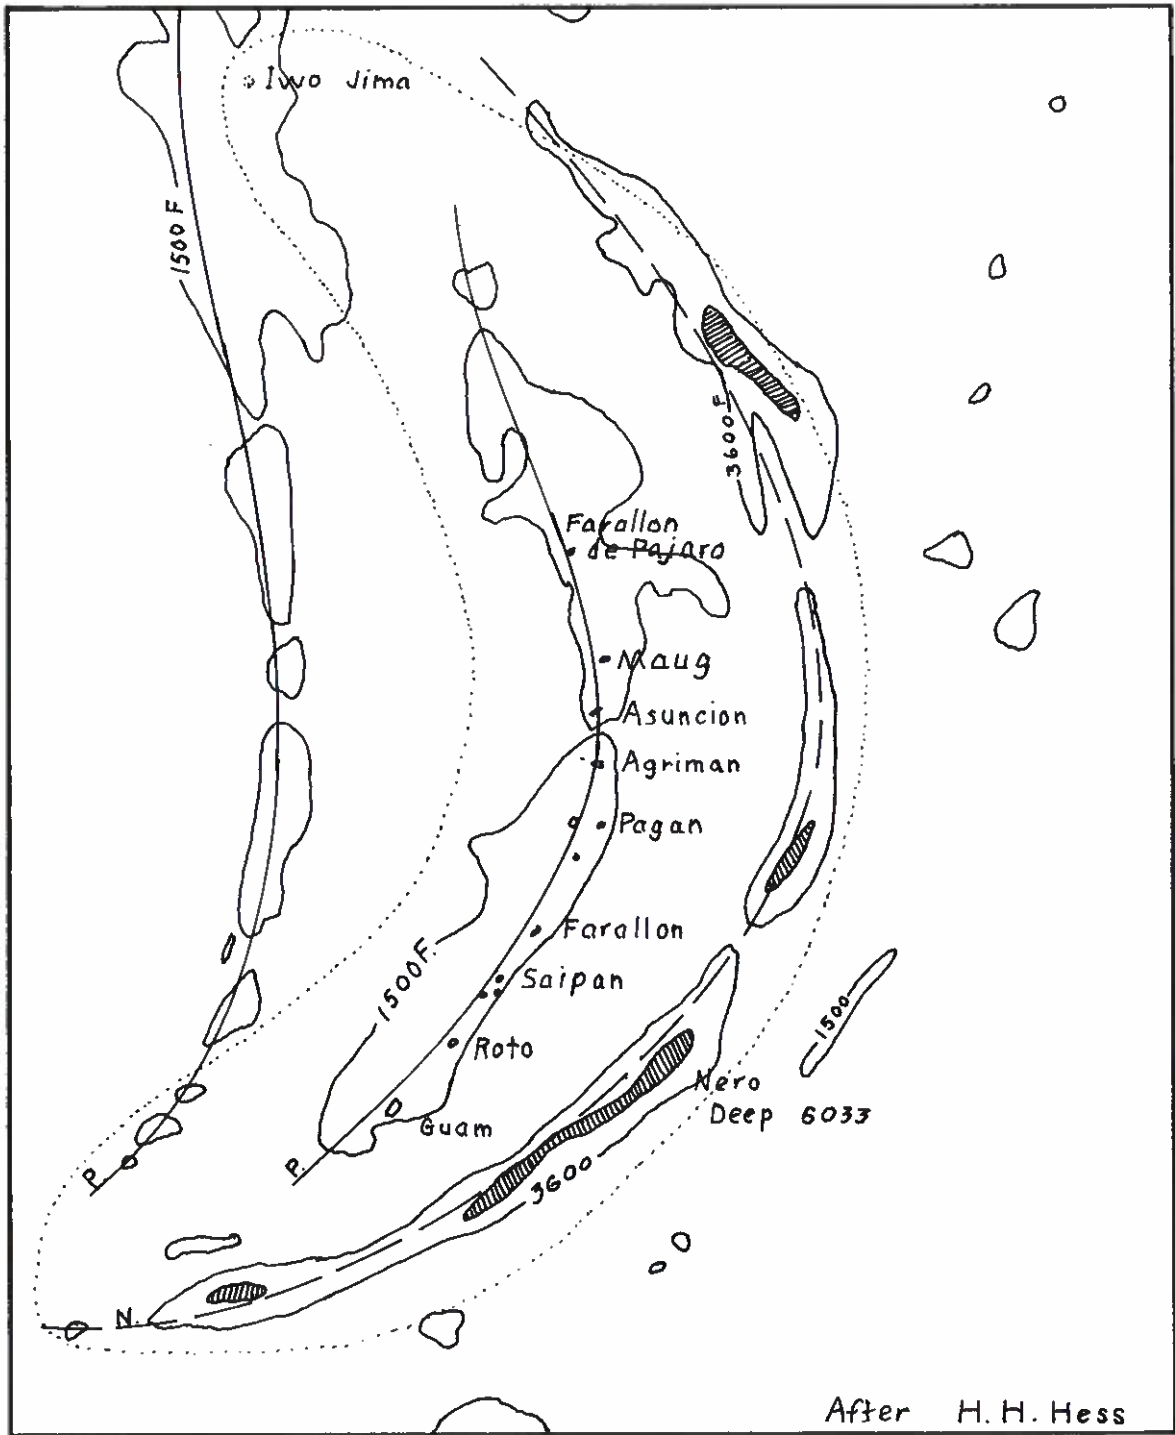 Iwo Jima
1500 F
3600 F
Farallon
de Pajaro
Maug
Asuncion
Agriman
Pagan
Farallon
1500 F.
Saipan
1500
Roto
Nero
Deep 6033
Guam
P.
P.
3600
N.
After H. H. Hess